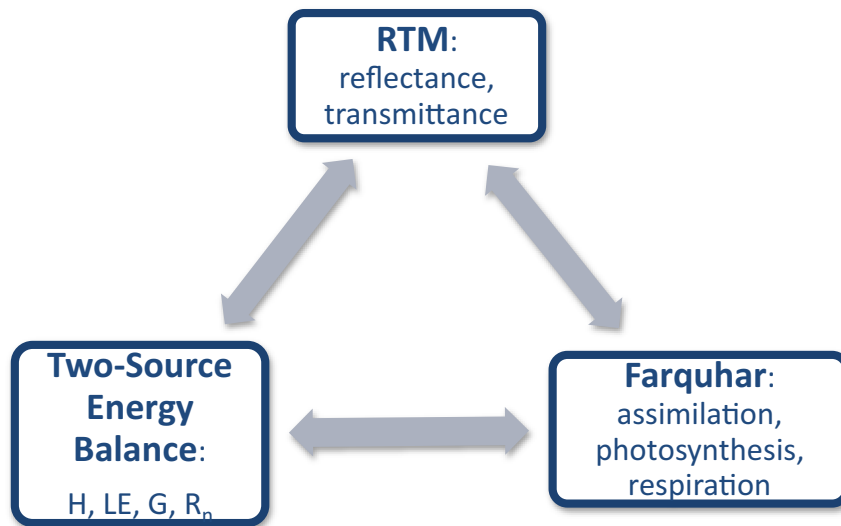 RTM:
reflectance,
transmittance
Two-Source
Energy
Balance:
H, LE, G, Rn
Farquhar:
assimilation,
photosynthesis,
respiration